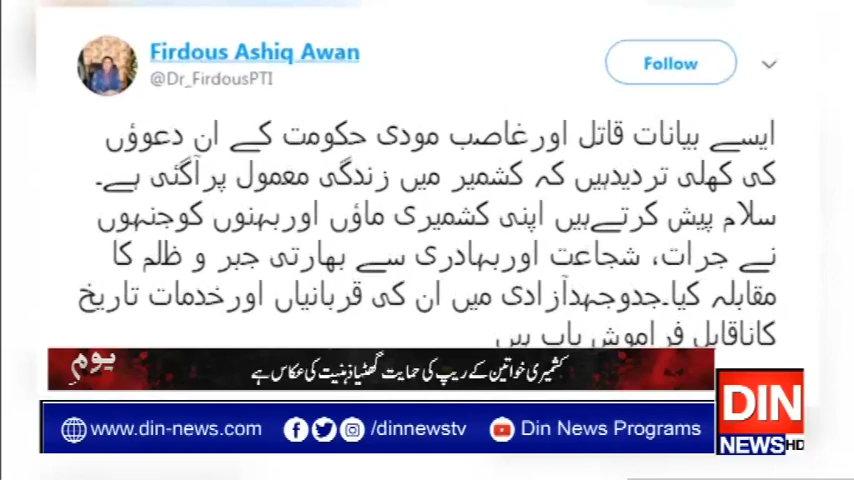 Firdous Ashiq Awan
@Dr_FirdousPTI
Follow
ایسے بیانات قاتل اورغاصب مودی حکومت کے ان دعوؤں
کی کھلی تردیدہیں کہ کشمیر میں زندگی معمول پرآگئی ہے۔
سلام پیش کرتےہیں اپنی کشمیری ماؤں اوربہنوں کوجنہوں
نے جرات، شجاعت اوربہادری سے بھارتی جبر و ظلم کا
مقابلہ کیا۔جدوجہدآزادی میں ان کی قربانیاں اورخدمات تاریخ
کاناقابل فراموش باب ہیں
یوم
کشمیری خواتین کے ریپ کی حمایت گھٹیا ذہنیت کی عکاس ہے
www.din-news.com /dinnewstv Din News Programs
DIN
NEWS HD